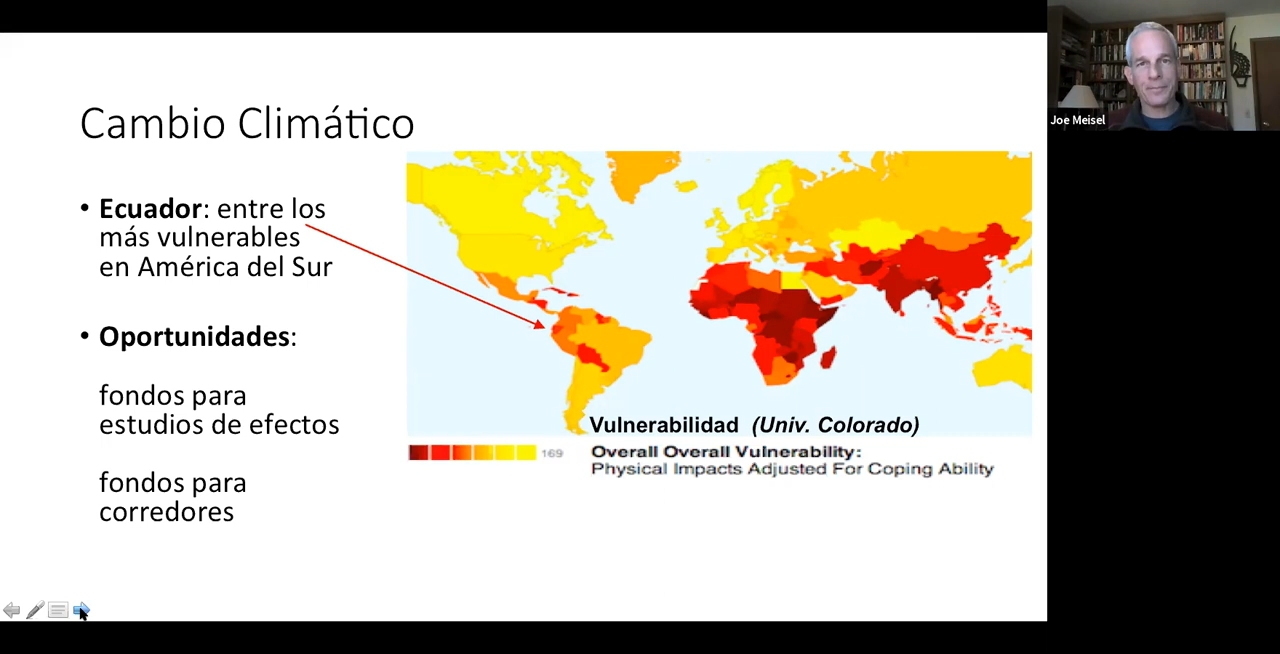 Cambio Climático
• Ecuador: entre los
más vulnerables
en América del Sur
• Oportunidades:
fondos para
estudios de efectos
fondos para
corredores
Vulnerabilidad (Univ. Colorado)
169
Overall Overall Vulnerability:
Physical Impacts Adjusted For Coping Ability
Joe Meisel